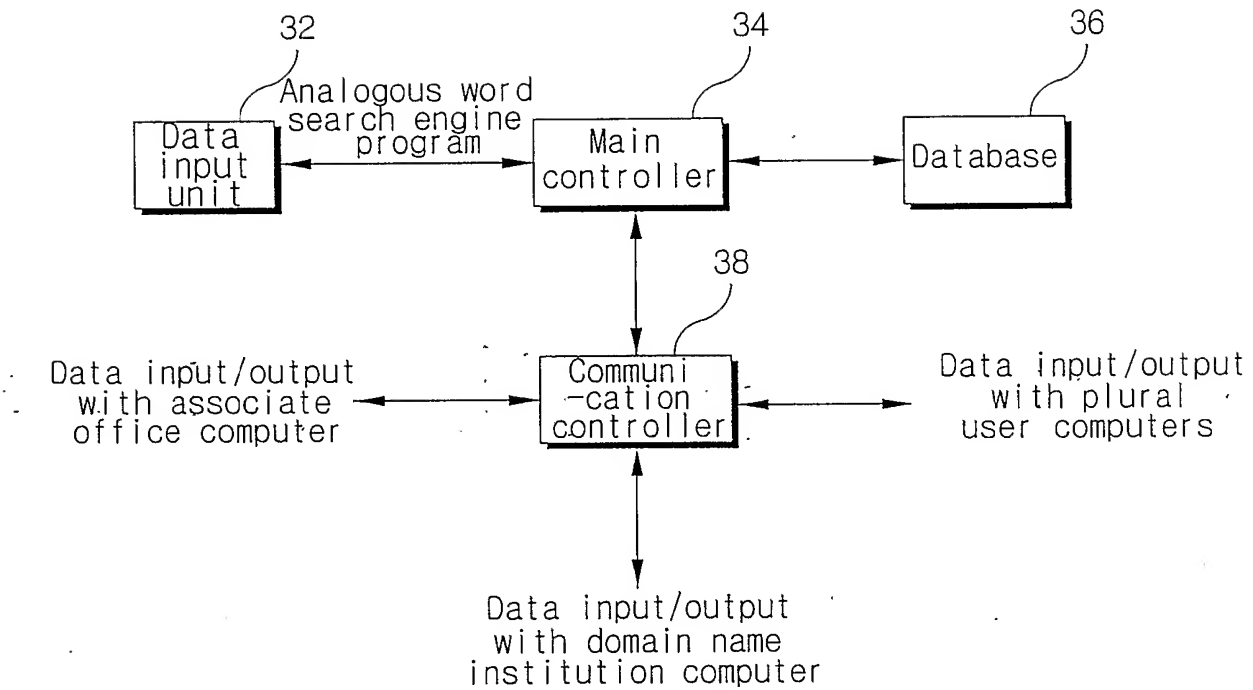 32
34
36
Analogous word
search engine
program
Data
input
unit
Main
controller
Database
38
Data input/output
with associate
office computer
Communi
-cation
controller
Data input/output
with plural
user computers
Data input/output
with domain name
institution computer